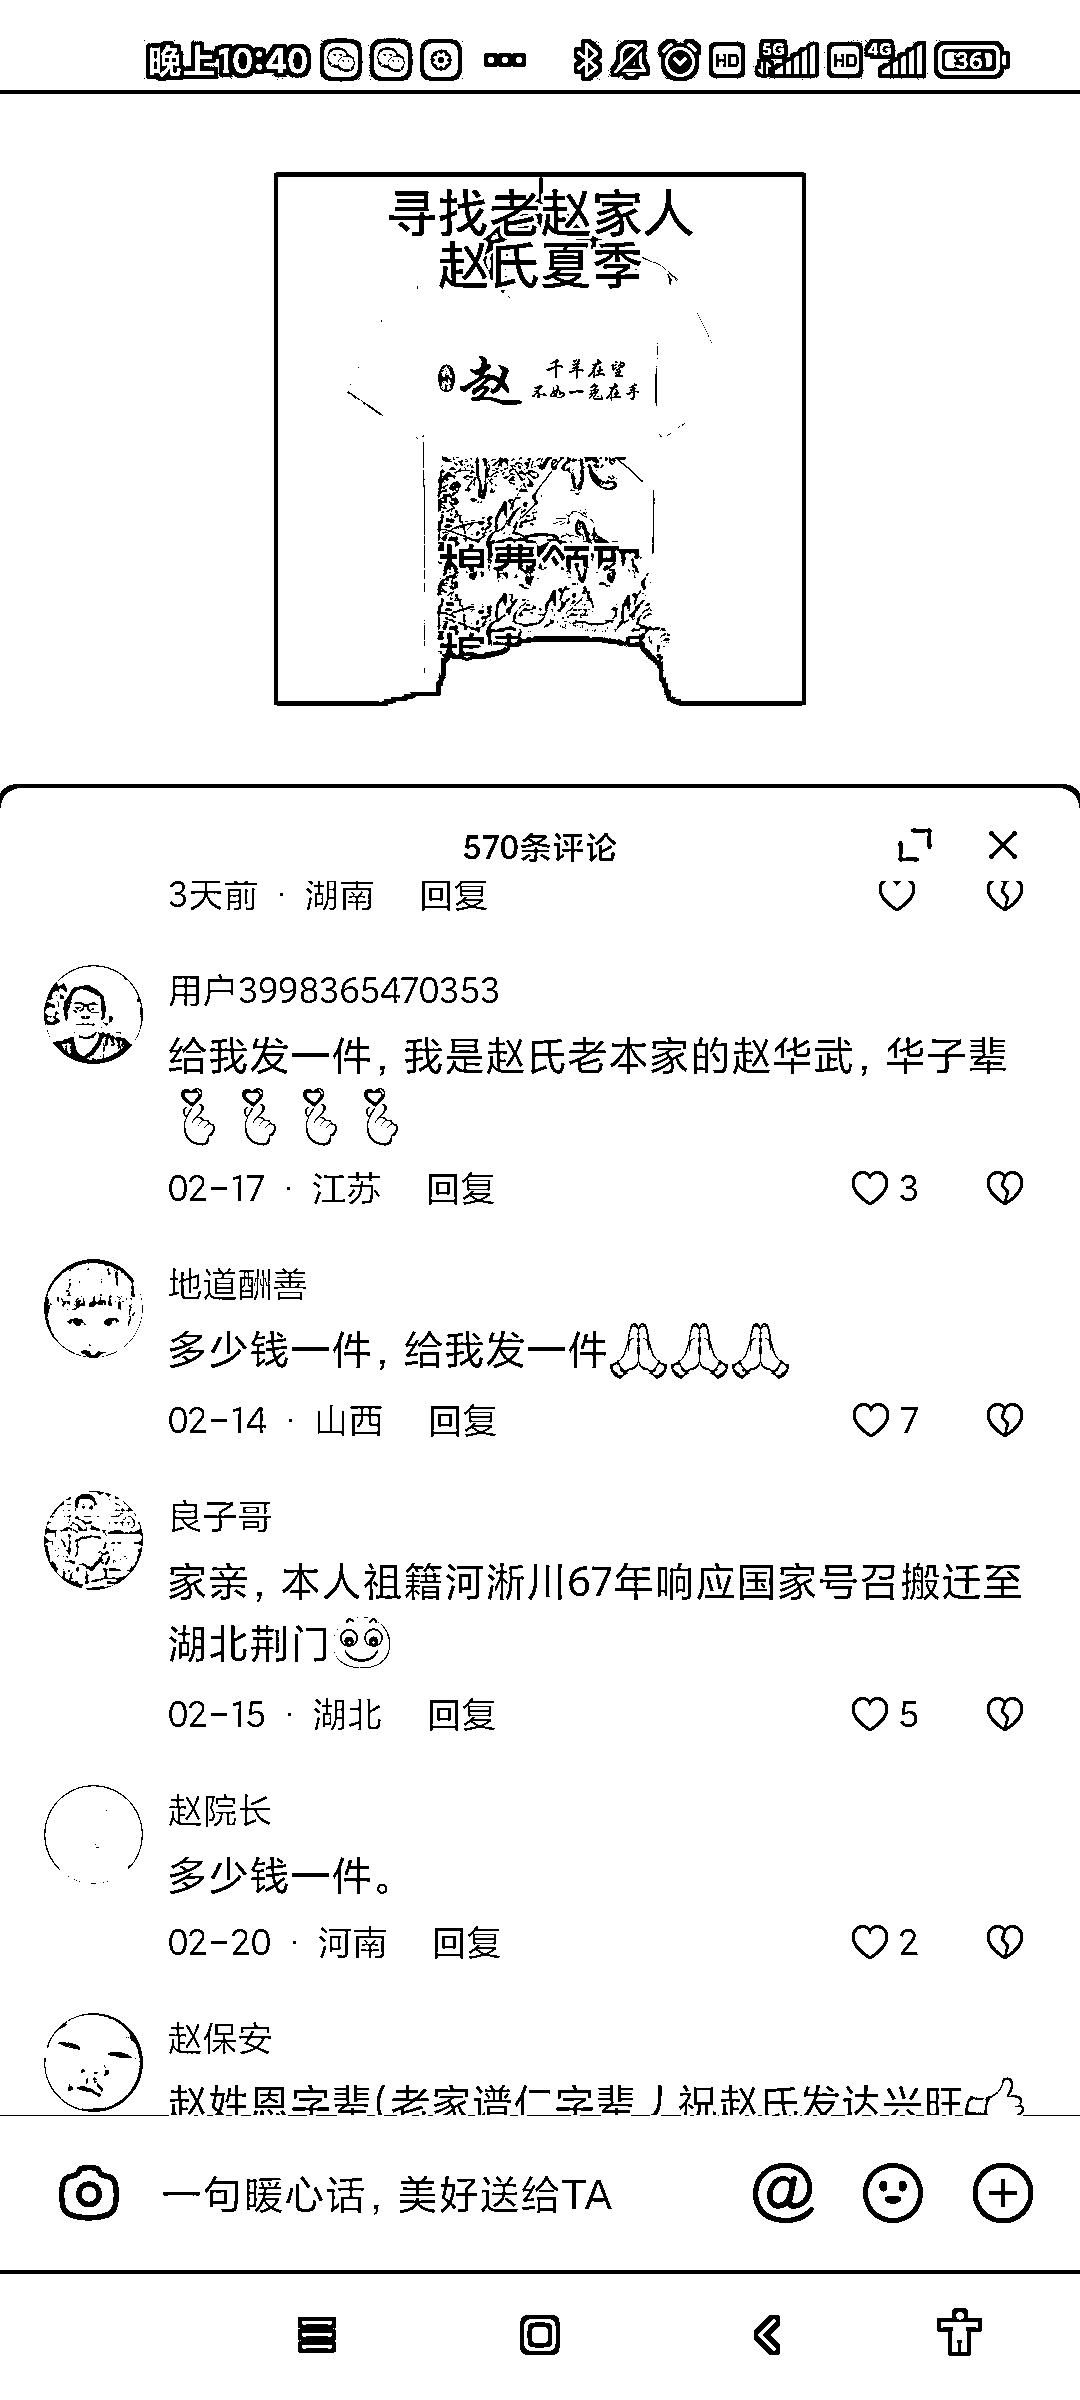 晚上10:40
HD 5G HD 4G 36
寻找老赵家人
赵氏夏季
赵
千羊在望
不如一兔在手
570条评论
3天前 · 湖南 回复
用户3998365470353
给我发一件，我是赵氏老本家的赵华武，华子辈
02-17 · 江苏 回复 3
地道酬善
多少钱一件，给我发一件
02-14 · 山西 回复 7
良子哥
家亲，本人祖籍河淅川67年响应国家号召搬迁至
湖北荆门
02-15 · 湖北 回复 5
赵院长
多少钱一件。
02-20 · 河南 回复 2
赵保安
赵姓恩字辈(老家谱仁字辈丿祝赵氏发达兴旺
一句暖心话，美好送给TA